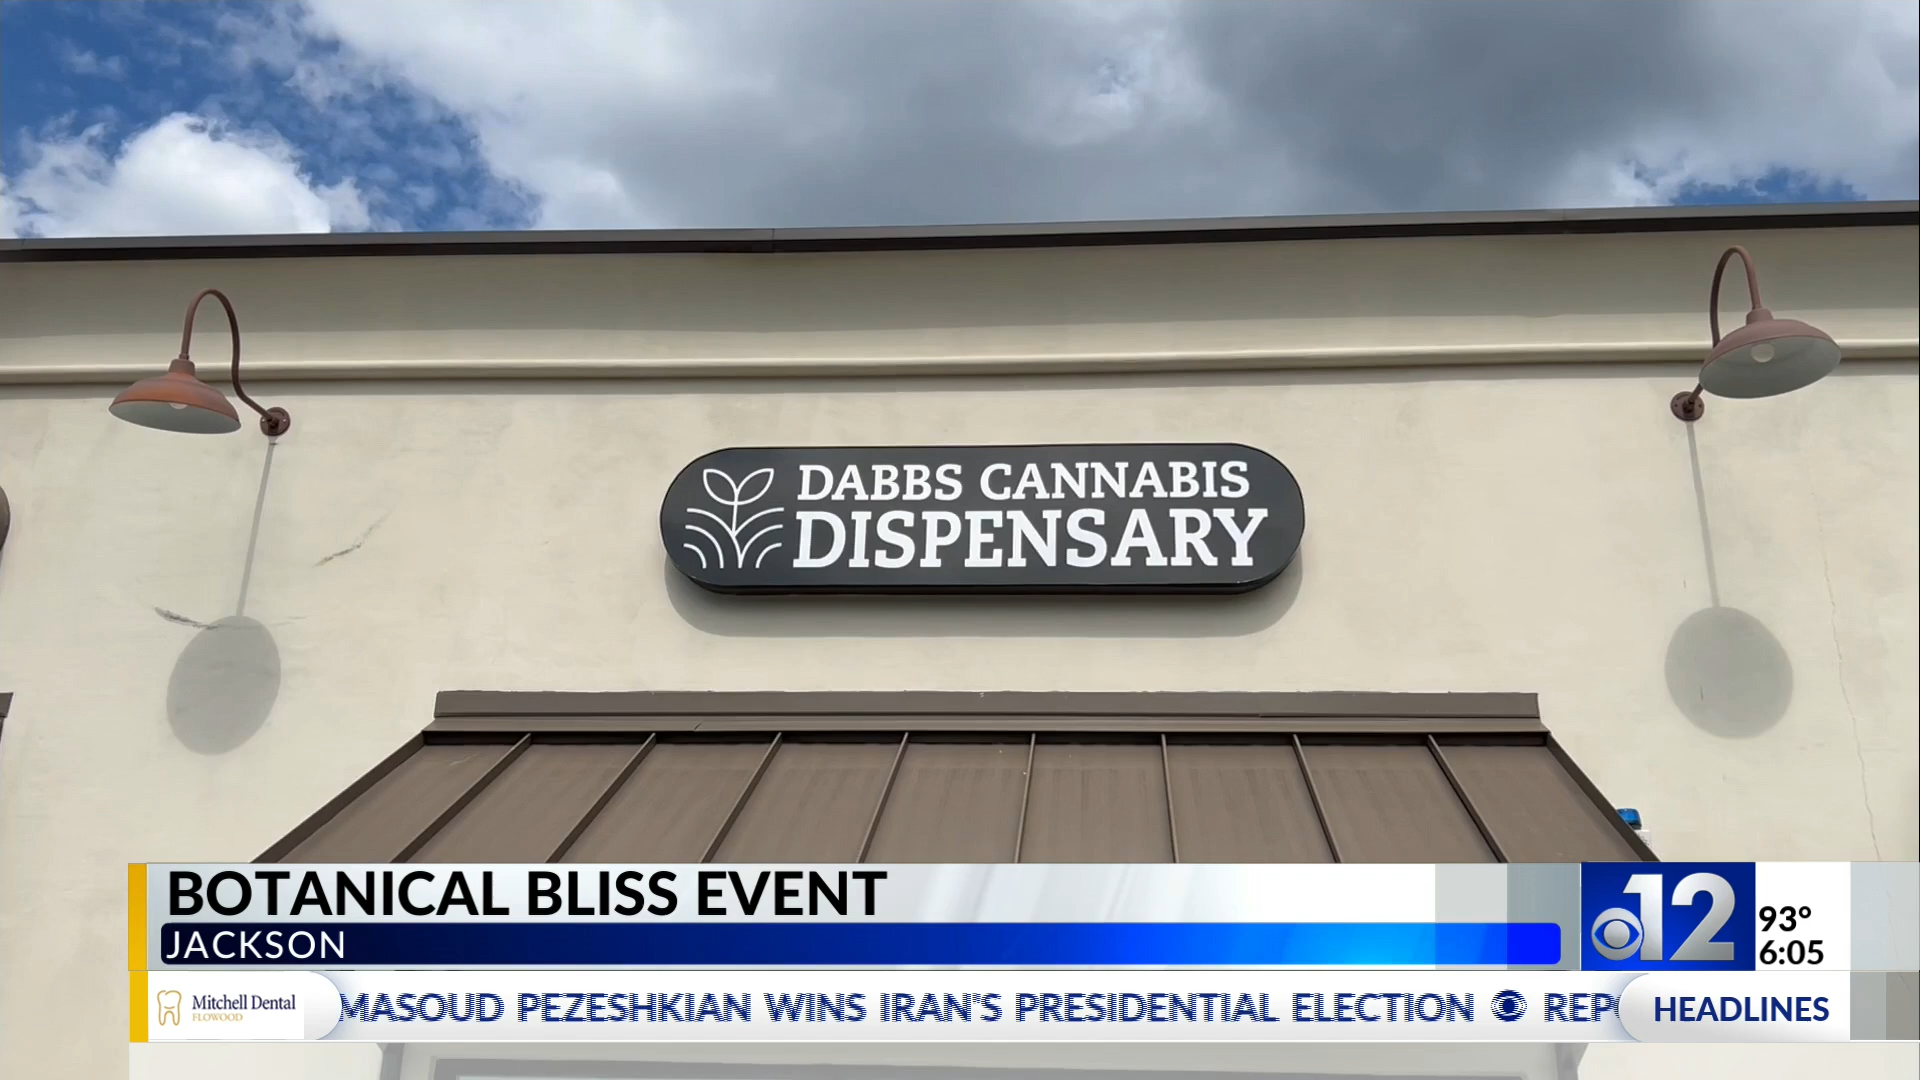 DABBS CANNABIS
DISPENSARY
BOTANICAL BLISS EVENT
JACKSON
12
93°
6:05
Mitchell Dental
FLOWOOD
MASOUD PEZESHKIAN WINS IRAN'S PRESIDENTIAL ELECTION
HEADLINES